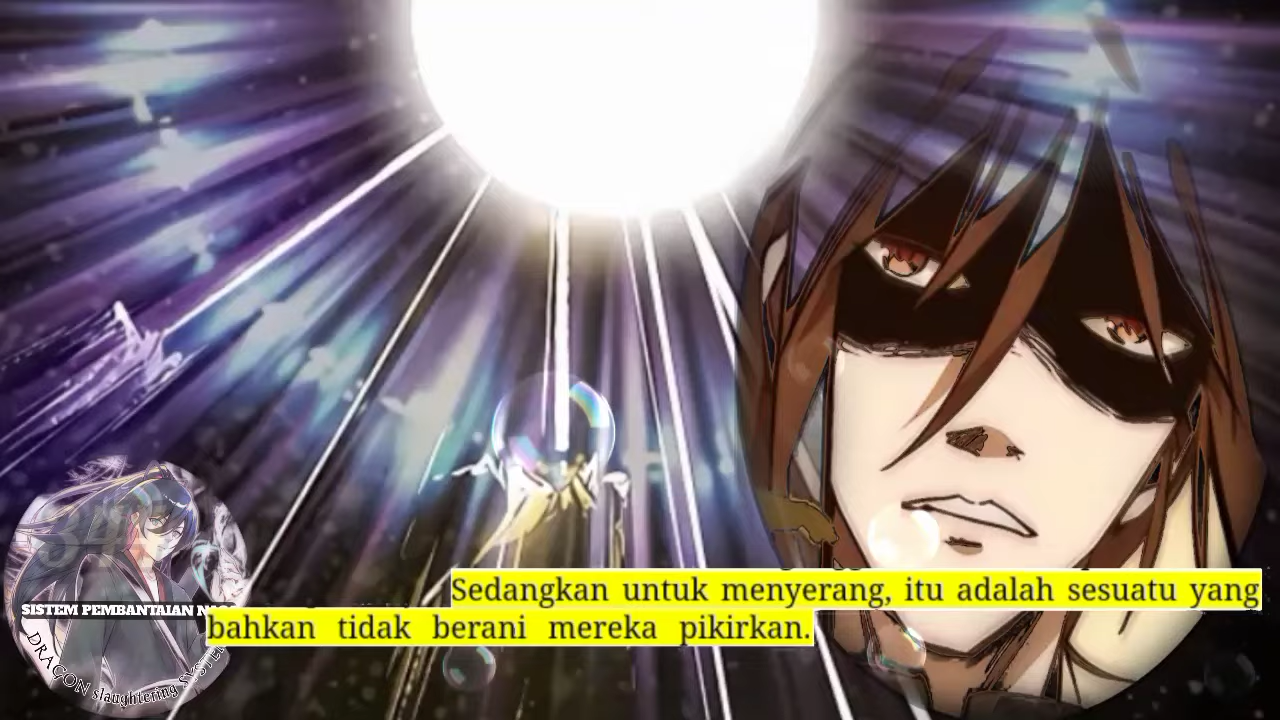 Sedangkan untuk menyerang, itu adalah sesuatu yang
bahkan tidak berani mereka pikirkan.
SISTEM PEMBANTAIAN
DRAGON slaughtering